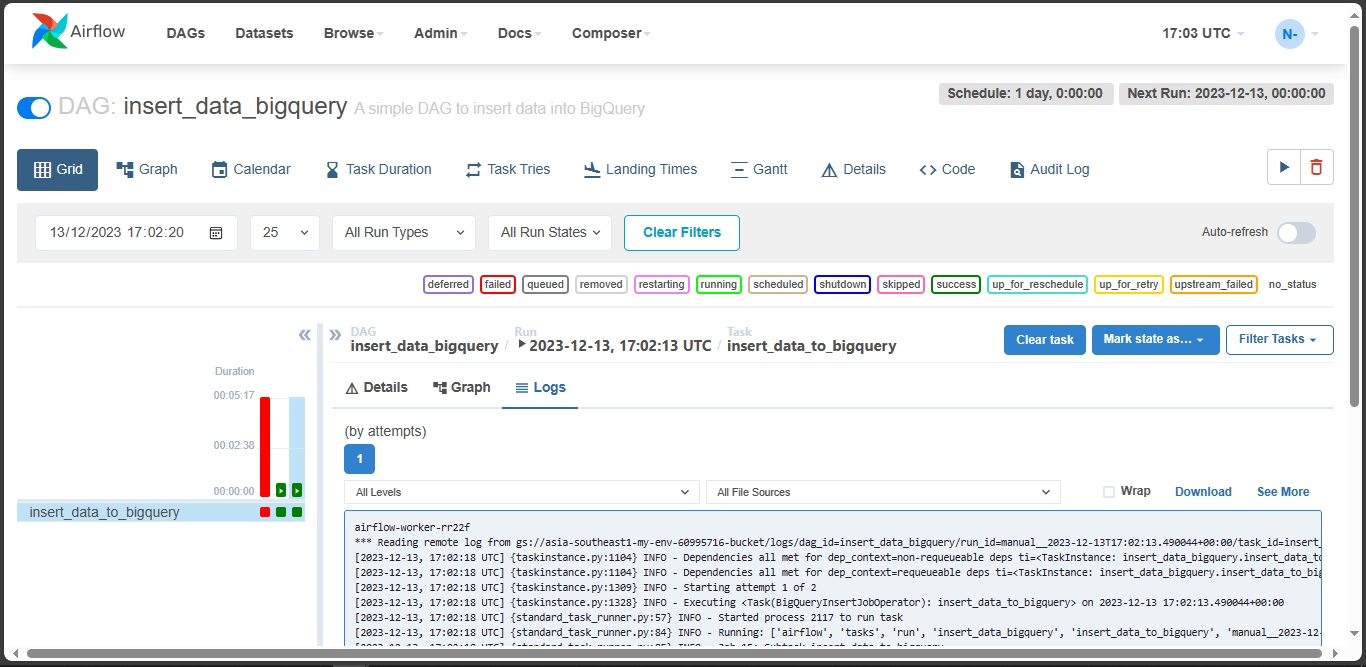 Airflow DAGs Datasets Browse Admin Docs Composer 17:03 UTC N-
DAG: insert_data_bigquery A simple DAG to insert data into BigQuery Schedule: 1 day, 0:00:00 Next Run: 2023-12-13, 00:00:00
Grid Graph Calendar Task Duration Task Tries Landing Times Gantt Details Code Audit Log
13/12/2023 17:02:20 25 All Run Types All Run States Clear Filters Auto-refresh
deferred failed queued removed restarting running scheduled shutdown skipped success up_for_reschedule up_for_retry upstream_failed no_status
DAG Run Task
insert_data_bigquery / 2023-12-13, 17:02:13 UTC / insert_data_to_bigquery Clear task Mark state as... Filter Tasks
Duration
00:05:17
00:02:38
00:00:00
insert_data_to_bigquery
Details Graph Logs
(by attempts)
1
All Levels All File Sources Wrap Download See More
airflow-worker-rr22f
*** Reading remote log from gs://asia-southeast1-my-env-60995716-bucket/logs/dag_id=insert_data_bigquery/run_id=manual__2023-12-13T17:02:13.490044+00:00/task_id=insert_
[2023-12-13, 17:02:18 UTC] {taskinstance.py:1104} INFO - Dependencies all met for dep_context=non-requeueable deps ti=<TaskInstance: insert_data_bigquery.insert_data_to
[2023-12-13, 17:02:18 UTC] {taskinstance.py:1104} INFO - Dependencies all met for dep_context=requeueable deps ti=<TaskInstance: insert_data_bigquery.insert_data_to_big
[2023-12-13, 17:02:18 UTC] {taskinstance.py:1309} INFO - Starting attempt 1 of 2
[2023-12-13, 17:02:18 UTC] {taskinstance.py:1328} INFO - Executing <Task(BigQueryInsertJobOperator): insert_data_to_bigquery> on 2023-12-13 17:02:13.490044+00:00
[2023-12-13, 17:02:18 UTC] {standard_task_runner.py:57} INFO - Started process 2117 to run task
[2023-12-13, 17:02:18 UTC] {standard_task_runner.py:84} INFO - Running: ['airflow', 'tasks', 'run', 'insert_data_bigquery', 'insert_data_to_bigquery', 'manual__2023-12-